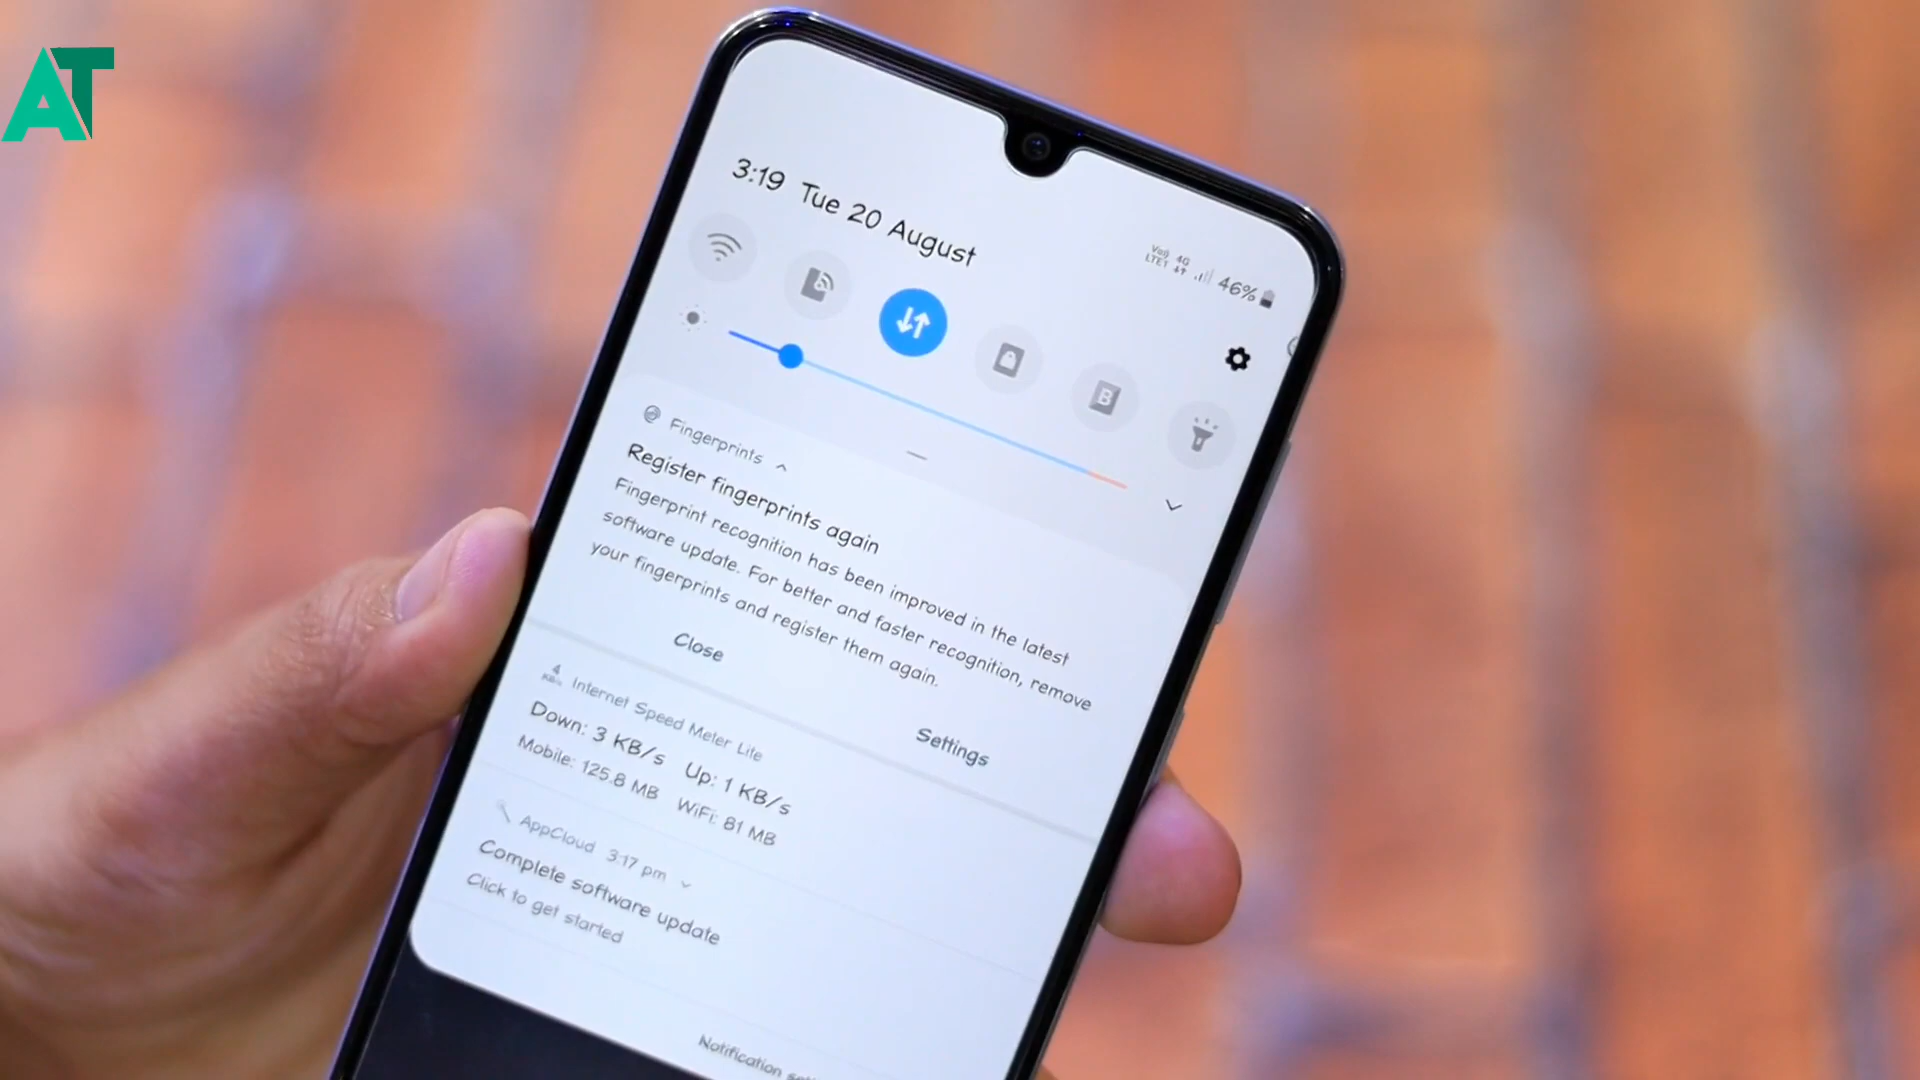 AT
3:19 Tue 20 August
46%
Fingerprints
Register fingerprints again
Fingerprint recognition has been improved in the latest
software update. For better and faster recognition, remove
your fingerprints and register them again.
Close
Settings
Internet Speed Meter Lite
Down: 3 KB/s Up: 1 KB/s
Mobile: 125.8 MB WiFi: 81 MB
AppCloud 3:17 pm
Complete software update
Click to get started
Notification